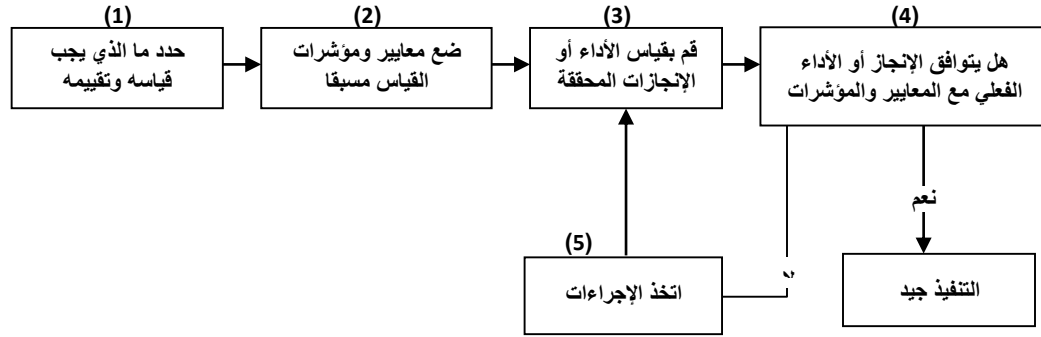 (1)
حدد ما الذي يجب
قياسه وتقييمه
(2)
ضع معايير ومؤشرات
القياس مسبقا
(3)
قم بقياس الأداء أو
الإنجازات المحققة
(4)
هل يتوافق الإنجاز أو الأداء
الفعلي مع المعايير والمؤشرات
نعم
لا
(5)
اتخذ الإجراءات
التنفيذ جيد